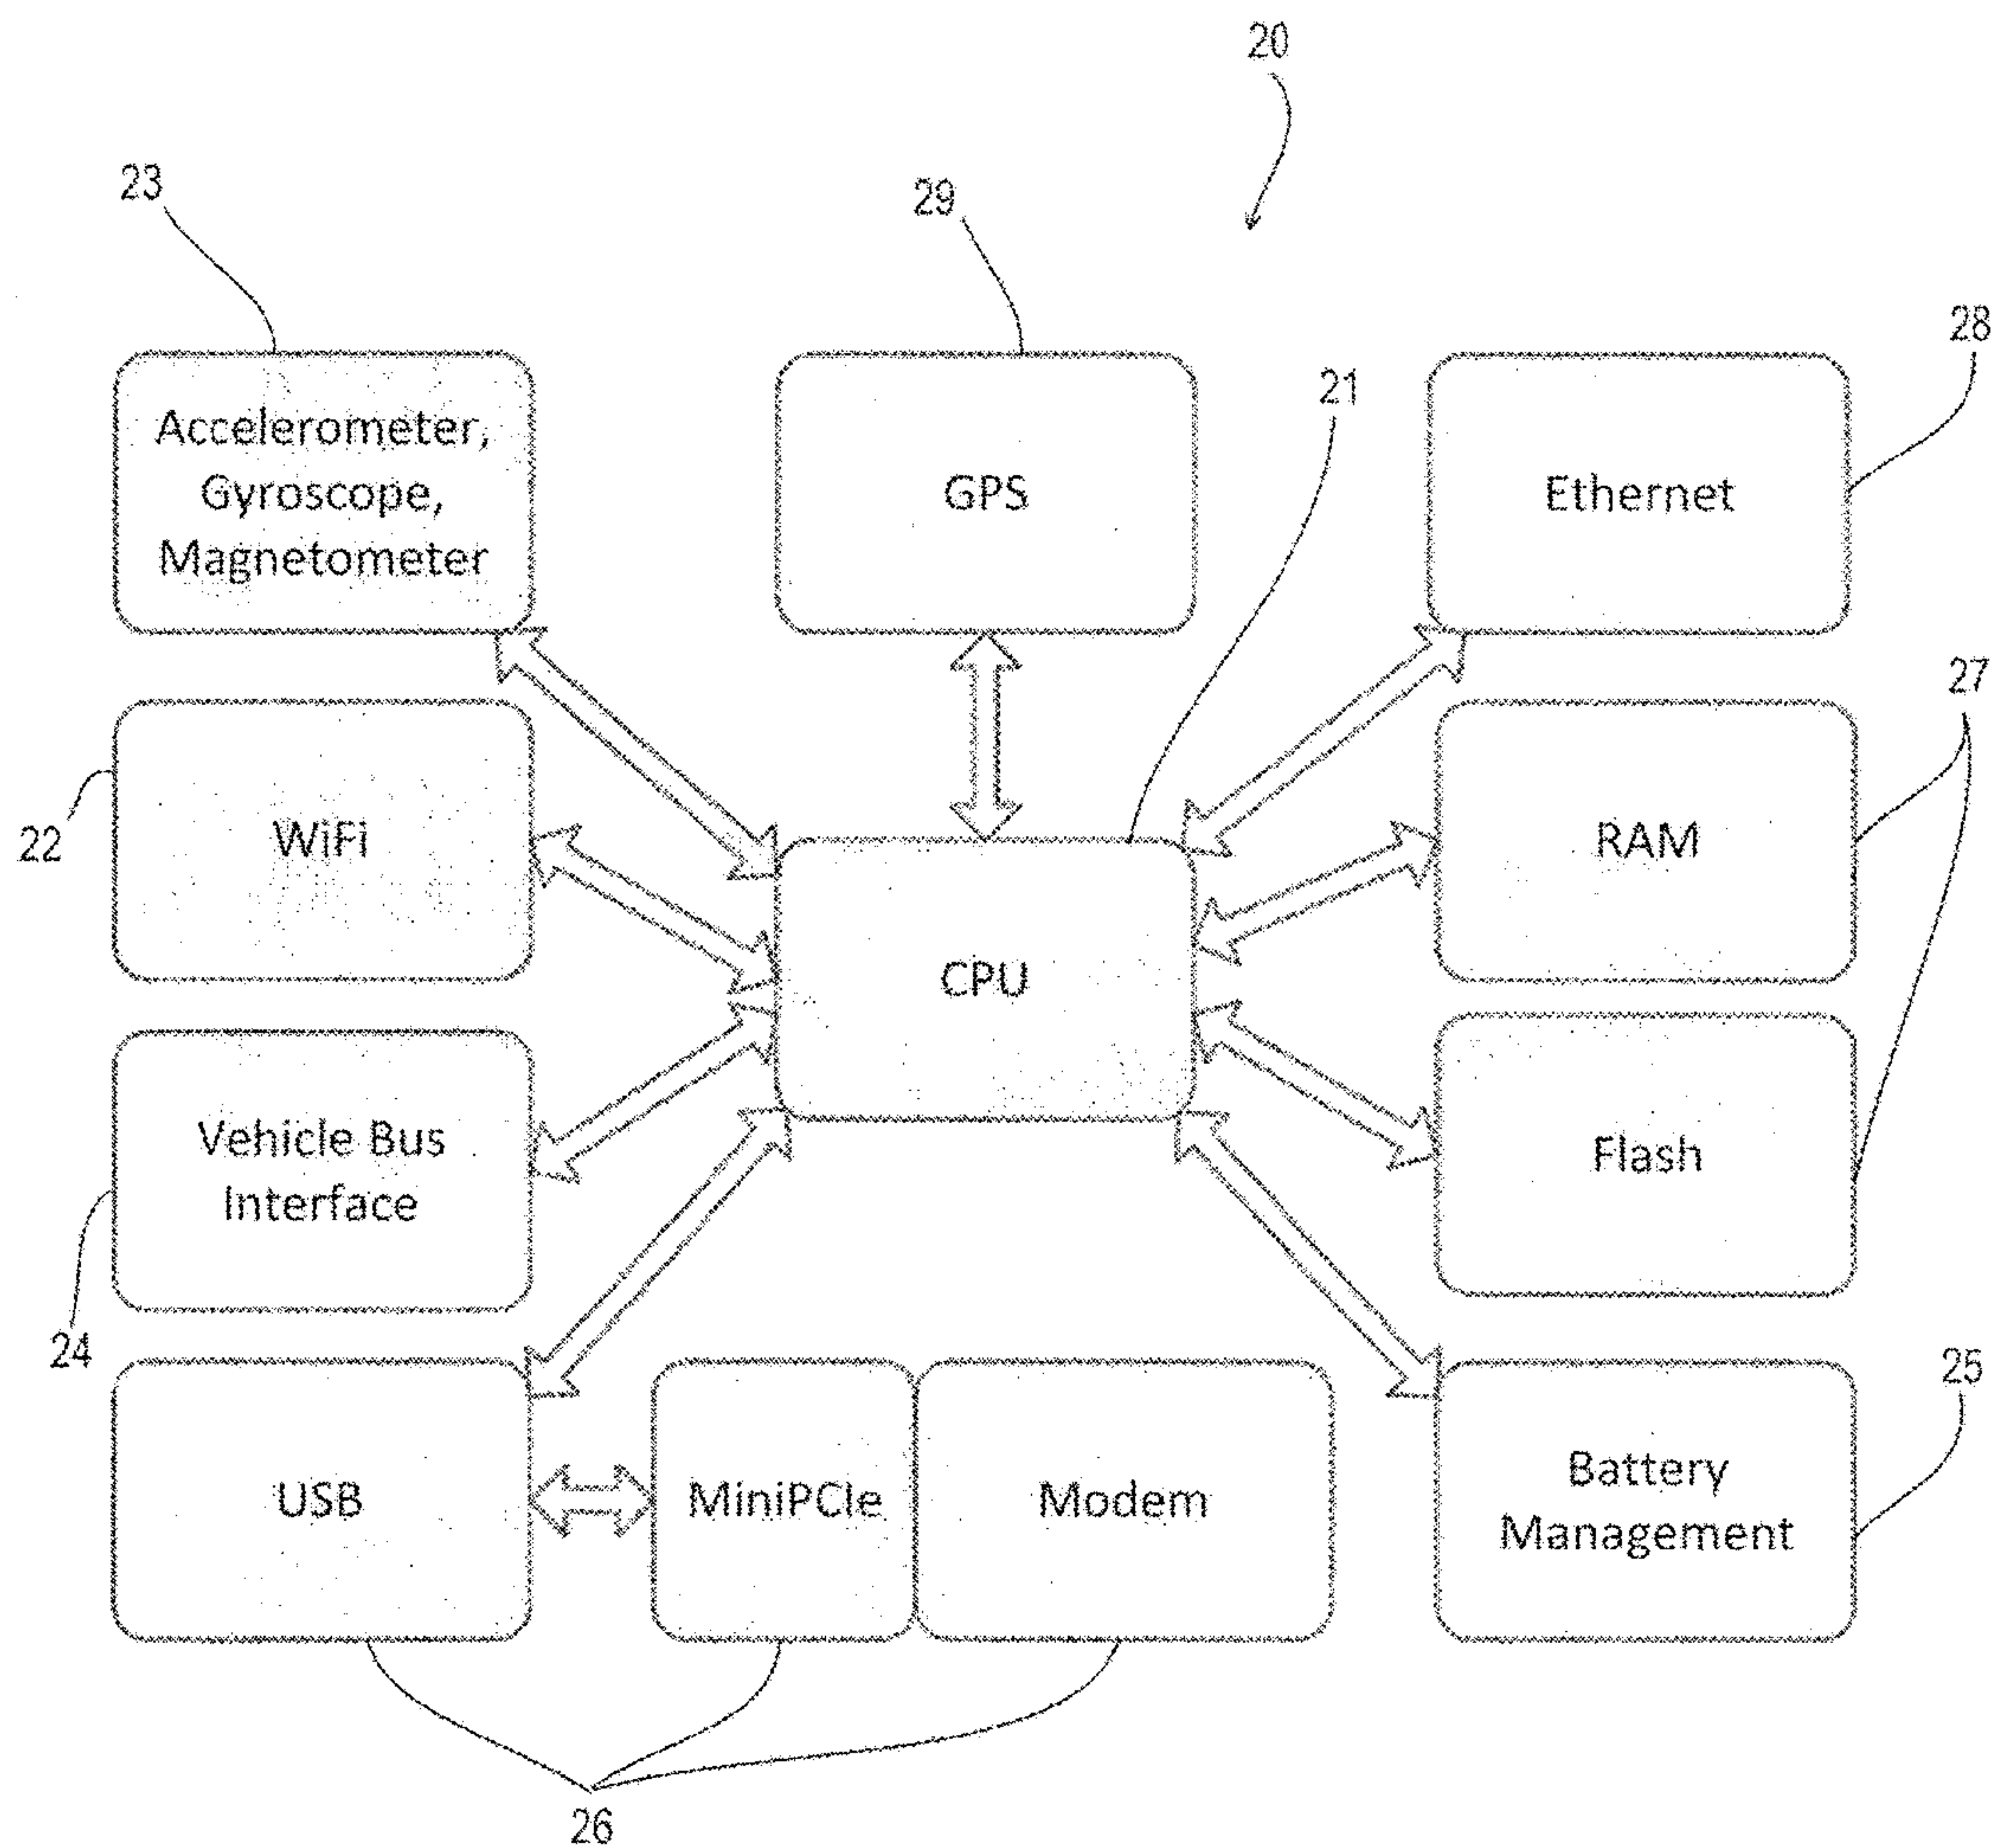 20
23
29
28
21
Accelerometer,
Gyroscope,
Magnetometer
GPS
Ethernet
27
22
WiFi
RAM
CPU
Vehicle Bus
Interface
Flash
24
25
USB
MiniPCIe
Modem
Battery
Management
26